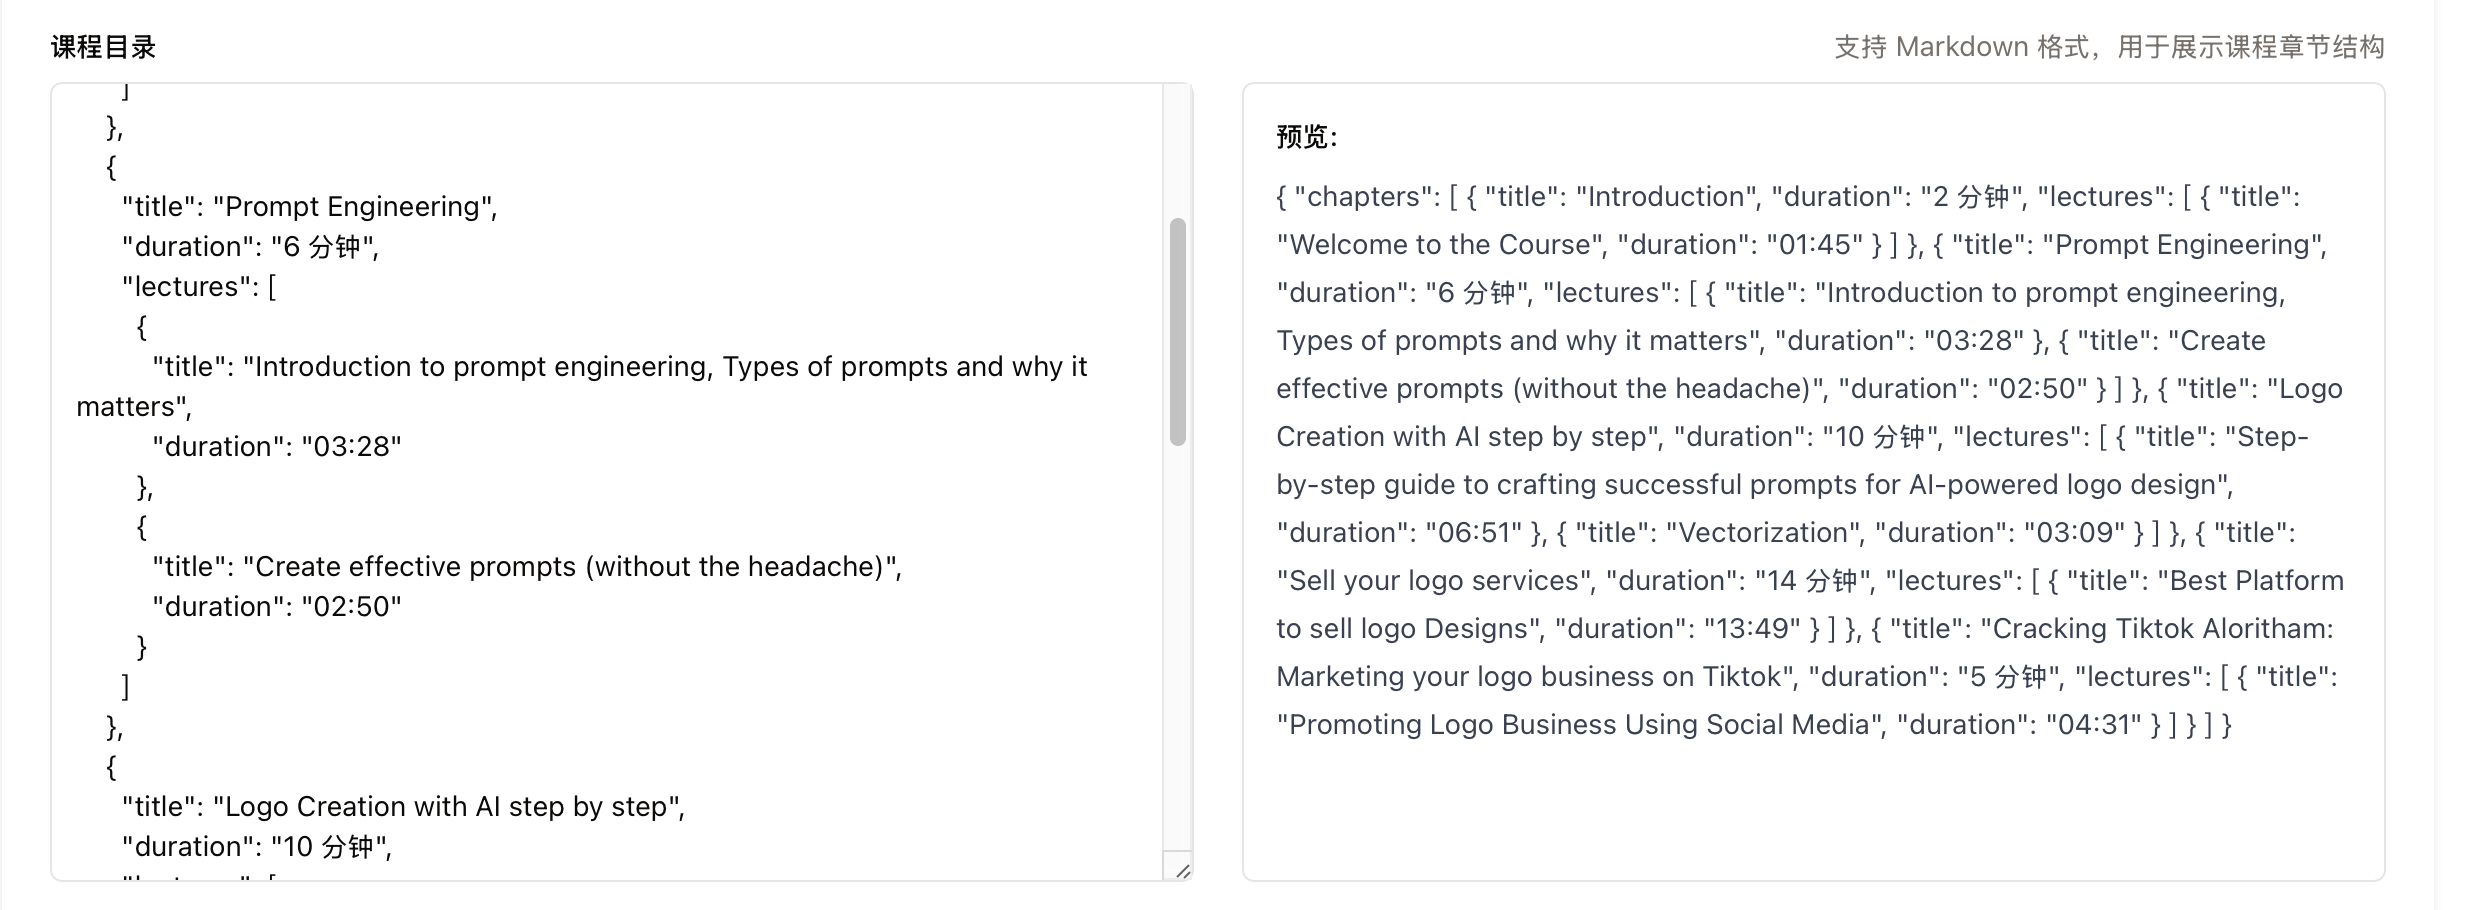 课程目录
支持 Markdown 格式，用于展示课程章节结构
]
},
{
"title": "Prompt Engineering",
"duration": "6 分钟",
"lectures": [
{
"title": "Introduction to prompt engineering, Types of prompts and why it
matters",
"duration": "03:28"
},
{
"title": "Create effective prompts (without the headache)",
"duration": "02:50"
}
]
},
{
"title": "Logo Creation with AI step by step",
"duration": "10 分钟",
预览：
{ "chapters": [ { "title": "Introduction", "duration": "2 分钟", "lectures": [ { "title":
"Welcome to the Course", "duration": "01:45" } ] }, { "title": "Prompt Engineering",
"duration": "6 分钟", "lectures": [ { "title": "Introduction to prompt engineering,
Types of prompts and why it matters", "duration": "03:28" }, { "title": "Create
effective prompts (without the headache)", "duration": "02:50" } ] }, { "title": "Logo
Creation with AI step by step", "duration": "10 分钟", "lectures": [ { "title": "Step-
by-step guide to crafting successful prompts for AI-powered logo design",
"duration": "06:51" }, { "title": "Vectorization", "duration": "03:09" } ] }, { "title":
"Sell your logo services", "duration": "14 分钟", "lectures": [ { "title": "Best Platform
to sell logo Designs", "duration": "13:49" } ] }, { "title": "Cracking Tiktok Aloritham:
Marketing your logo business on Tiktok", "duration": "5 分钟", "lectures": [ { "title":
"Promoting Logo Business Using Social Media", "duration": "04:31" } ] } ] }